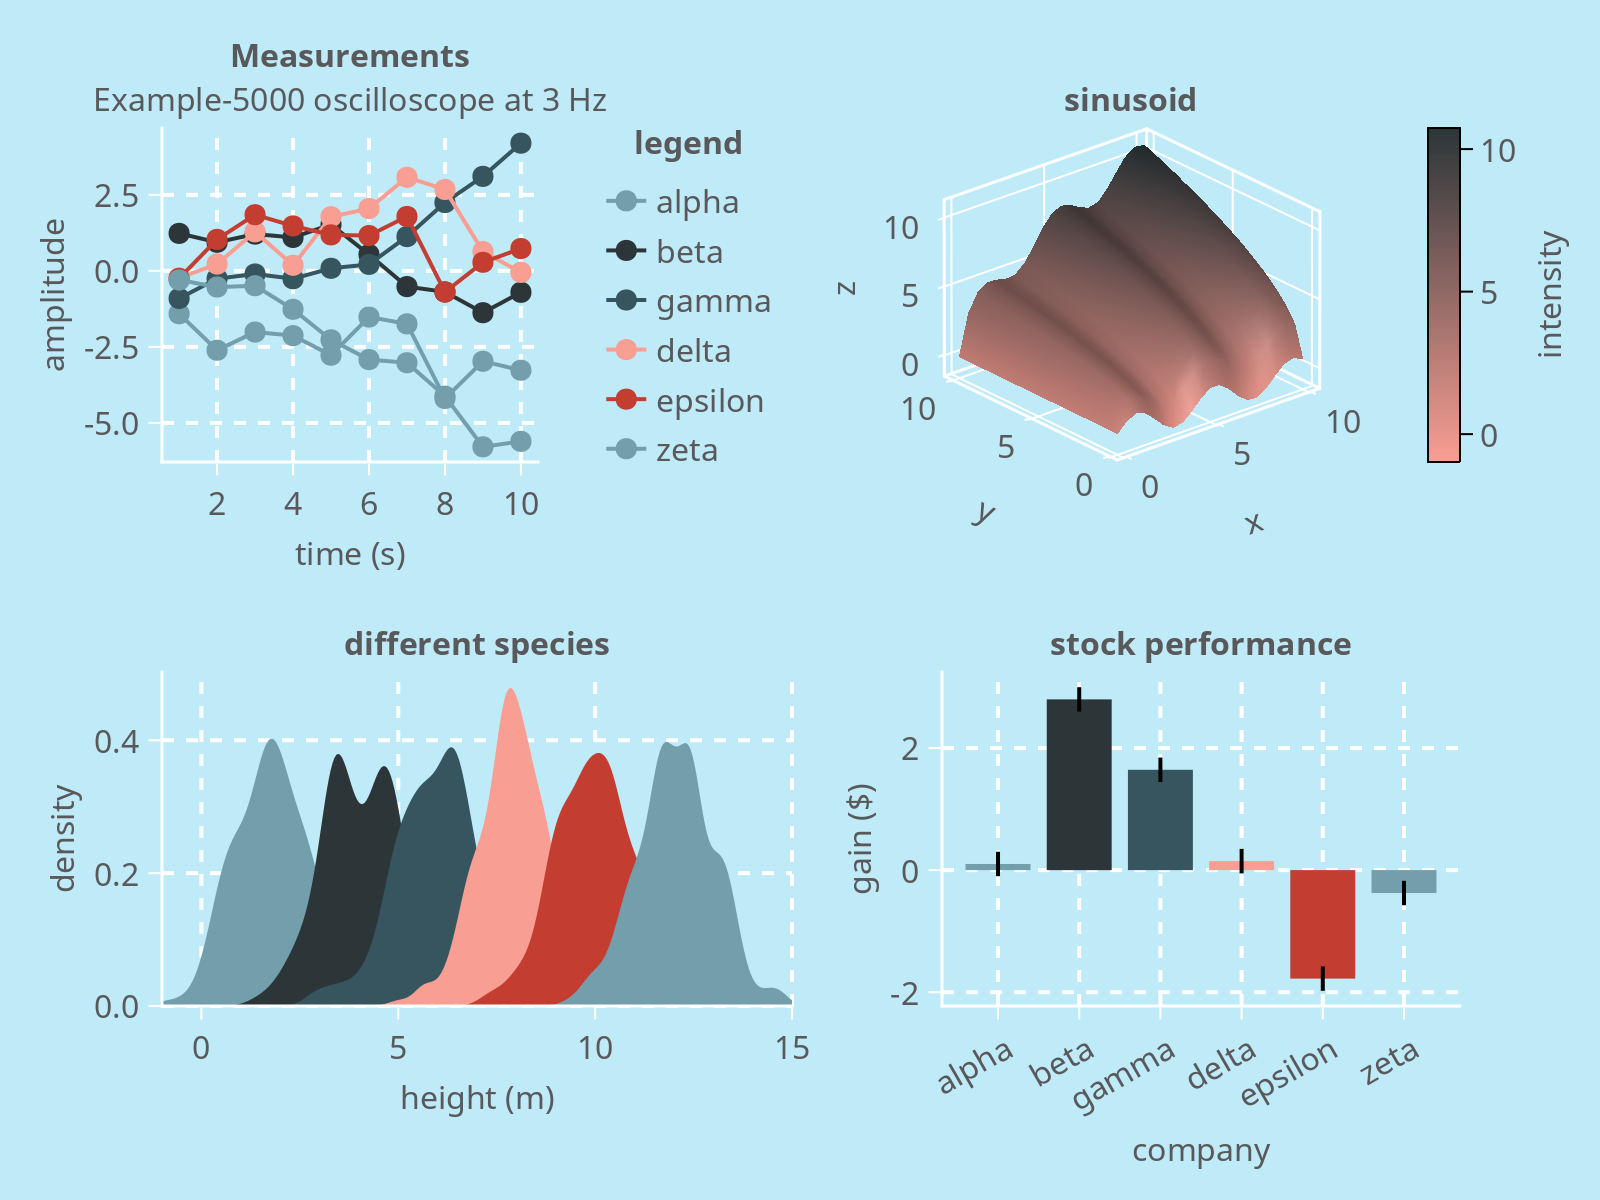 Measurements
Example-5000 oscilloscope at 3 Hz
amplitude
2.5
0.0
-2.5
-5.0
2 4 6 8 10
time (s)
legend
alpha
beta
gamma
delta
epsilon
zeta
sinusoid
z
10
5
0
10 5 0
y
0 5 10
x
10
5
0
intensity
different species
density
0.4
0.2
0.0
0 5 10 15
height (m)
stock performance
gain ($)
2
0
-2
alpha beta gamma delta epsilon zeta
company